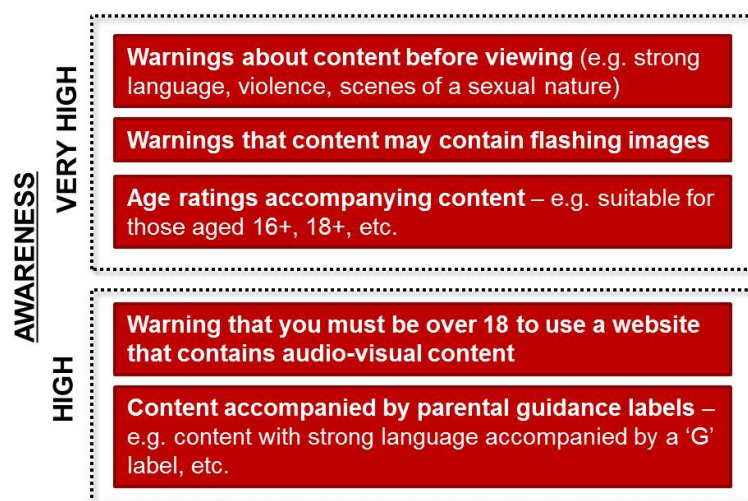 AWARENESS
VERY HIGH
Warnings about content before viewing (e.g. strong
language, violence, scenes of a sexual nature)
Warnings that content may contain flashing images
Age ratings accompanying content – e.g. suitable for
those aged 16+, 18+, etc.
HIGH
Warning that you must be over 18 to use a website
that contains audio-visual content
Content accompanied by parental guidance labels –
e.g. content with strong language accompanied by a ‘G’
label, etc.